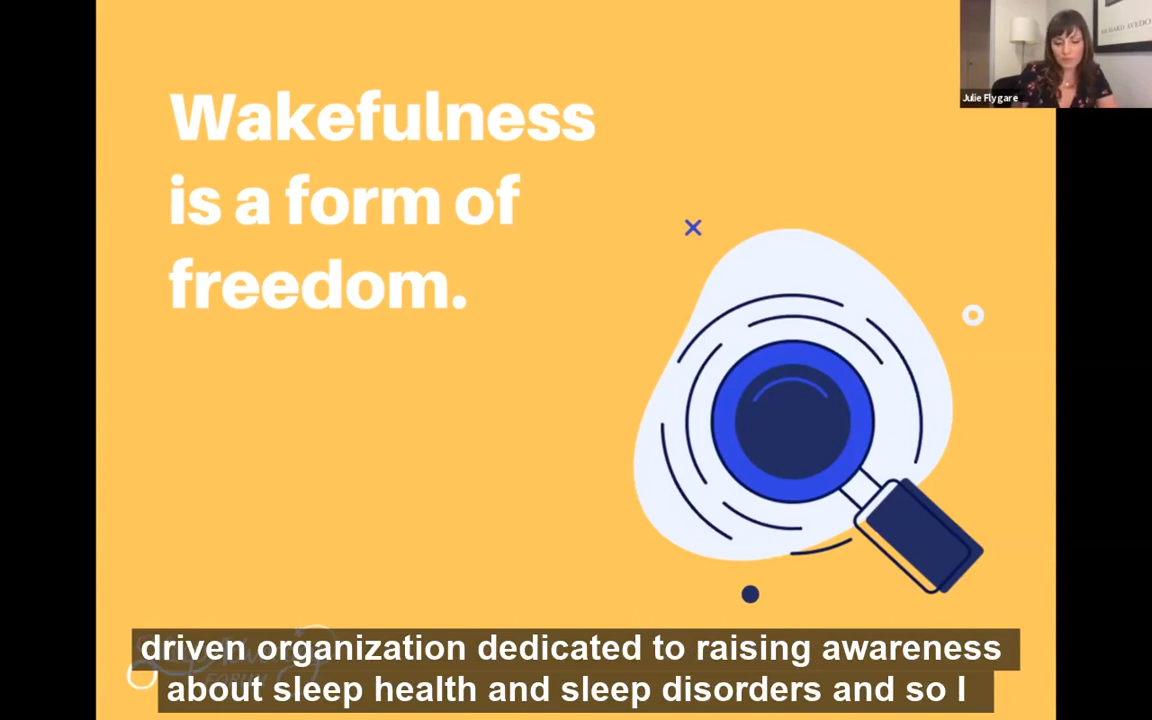 Wakefulness
is a form of
freedom.
Julie Flygare
driven organization dedicated to raising awareness
about sleep health and sleep disorders and so I